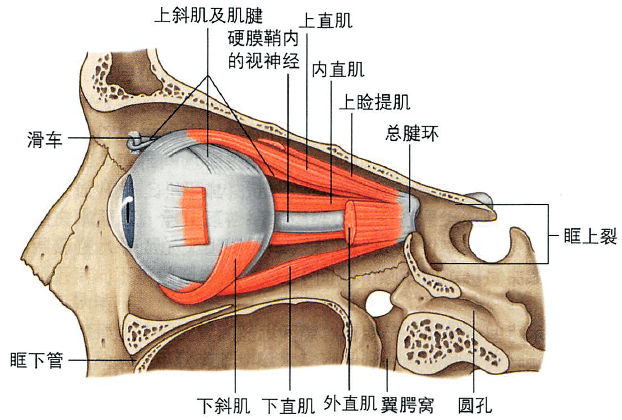 上斜肌及肌腱
上直肌
硬膜鞘内
的视神经
内直肌
上睑提肌
滑车
总腱环
眶上裂
眶下管
下斜肌
下直肌
外直肌
翼腭窝
圆孔